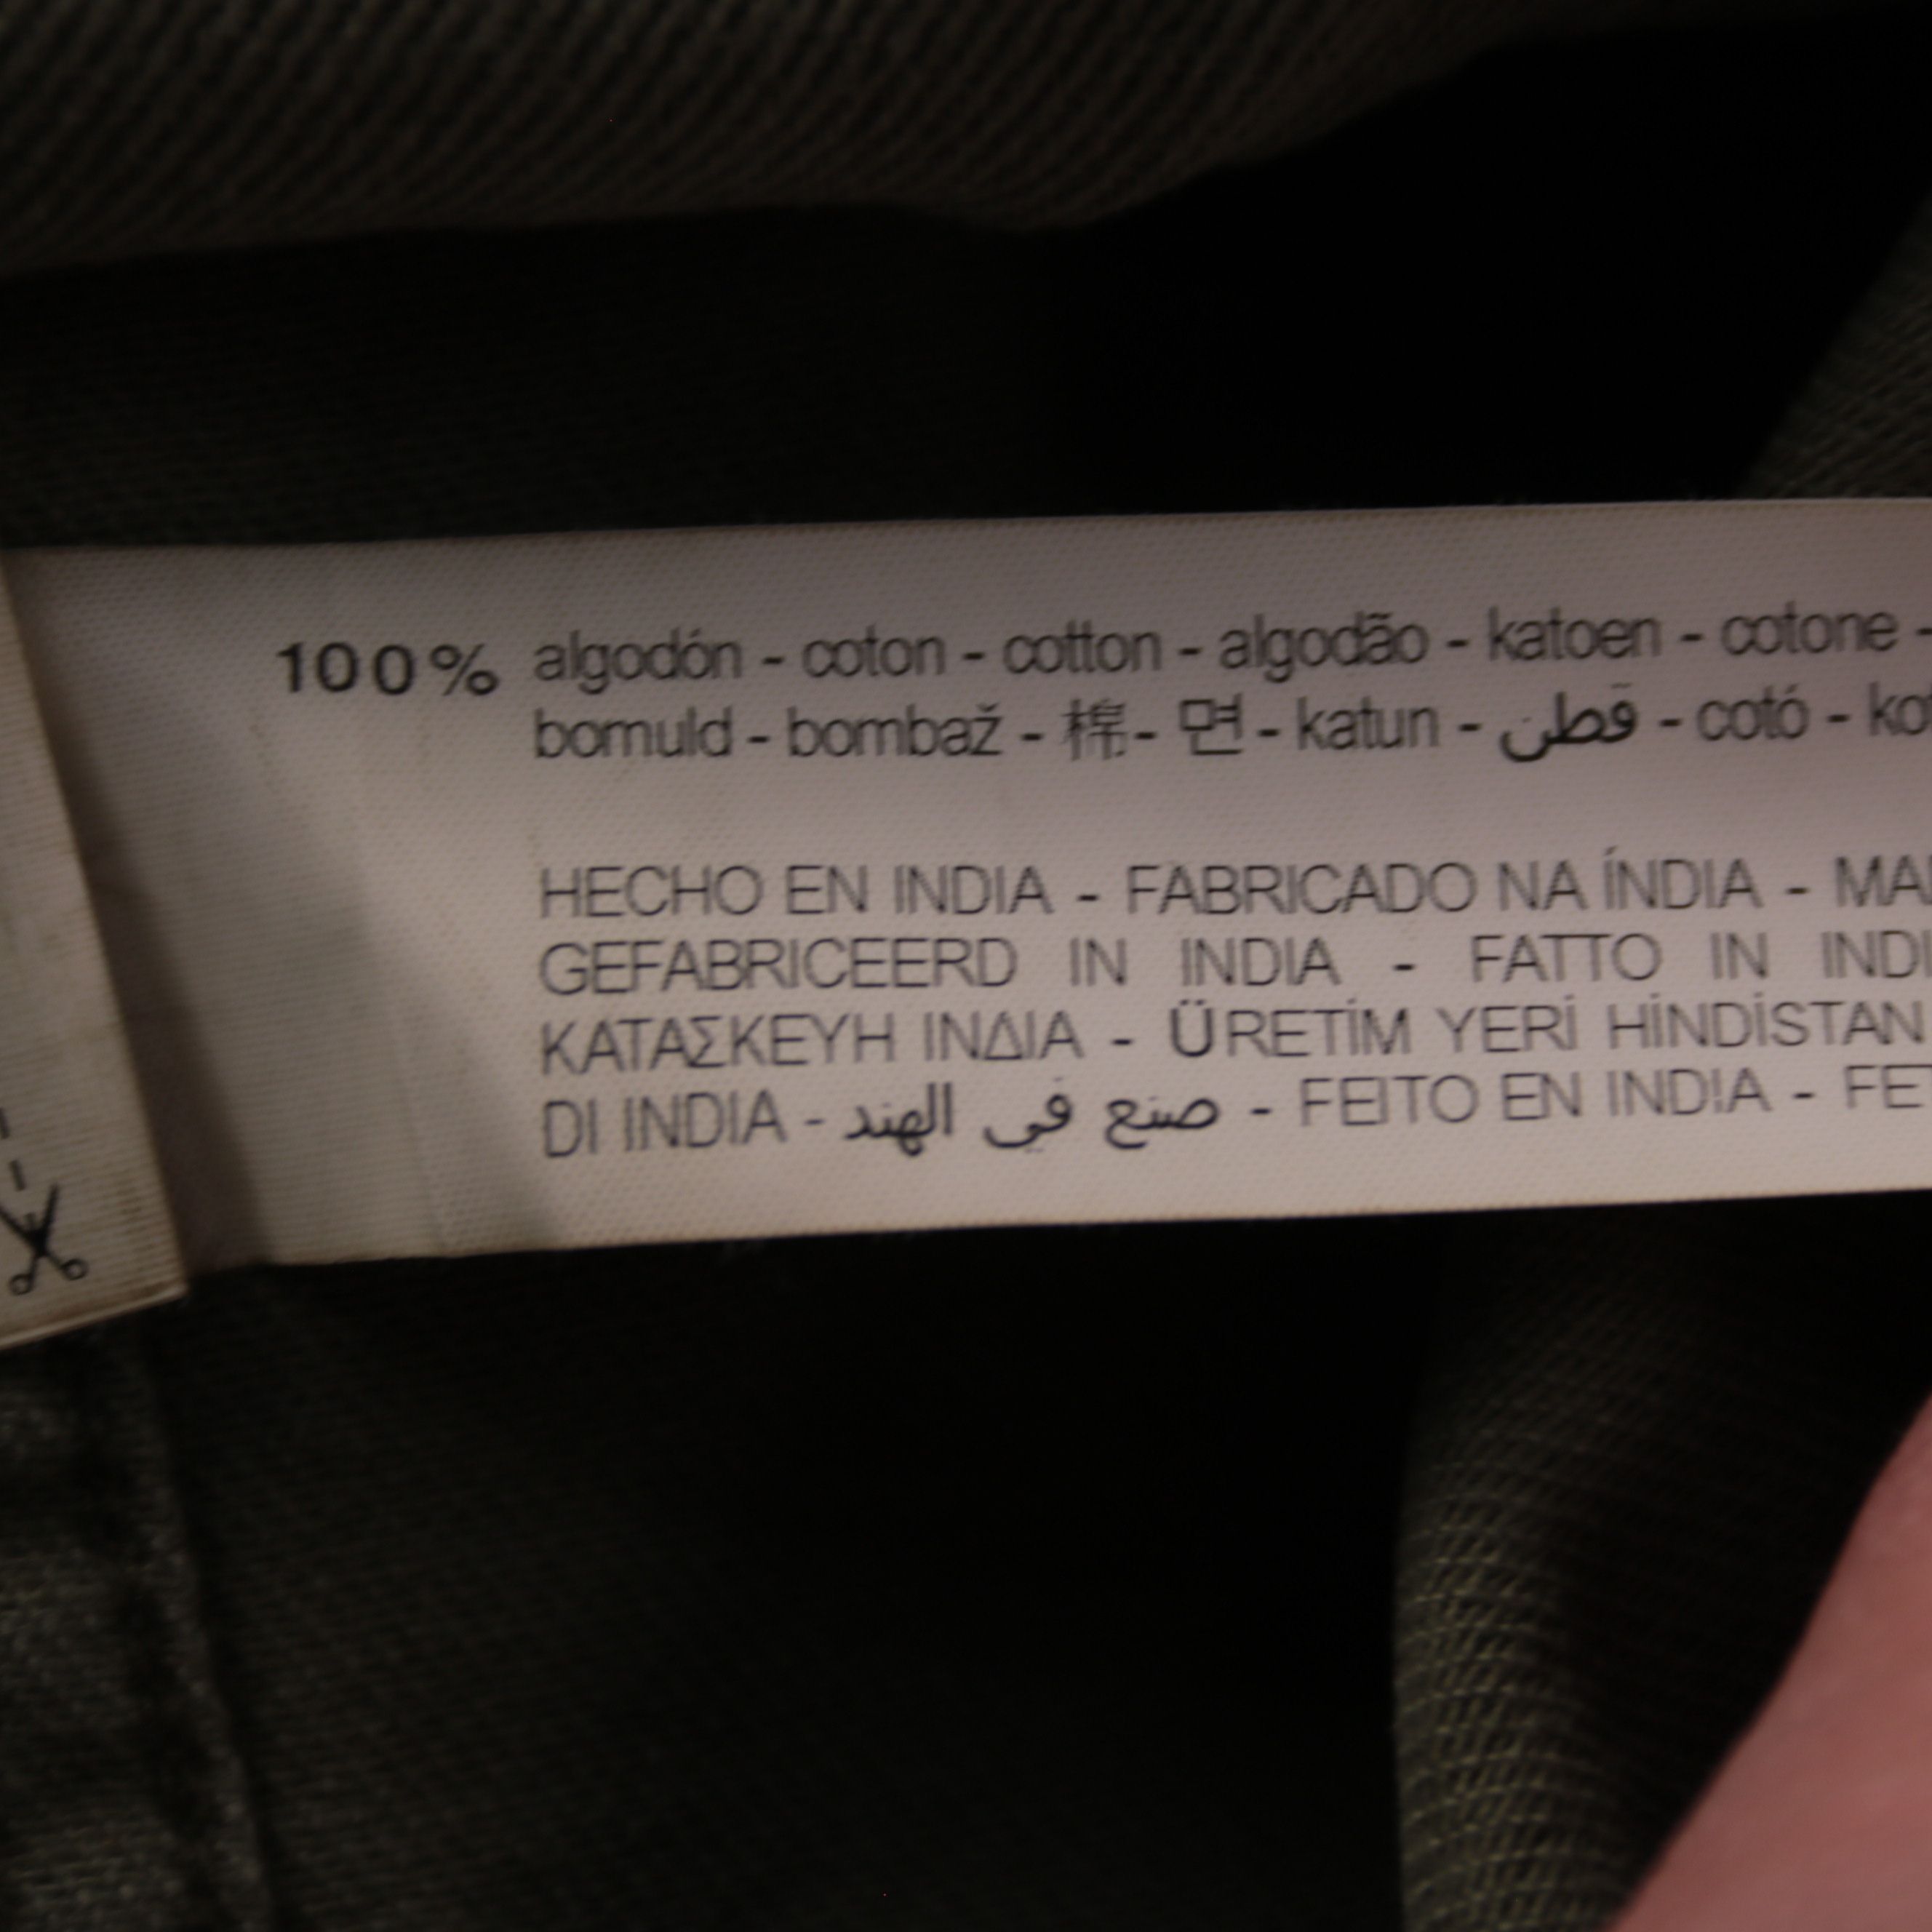 100% algodón - coton - cotton - algodão - katoen - cotone -
bomuld - bombaž - 棉 - 면 - katun - قطن - cotó -
HECHO EN INDIA - FABRICADO NA ÍNDIA -
GEFABRICEERD IN INDIA - FATTO IN
ΚΑΤΑΣΚΕΥΗ ΙΝΔΙΑ - ÜRETİM YERİ HİNDİSTAN
DI INDIA - صنع في الهند - FEITO EN INDIA -